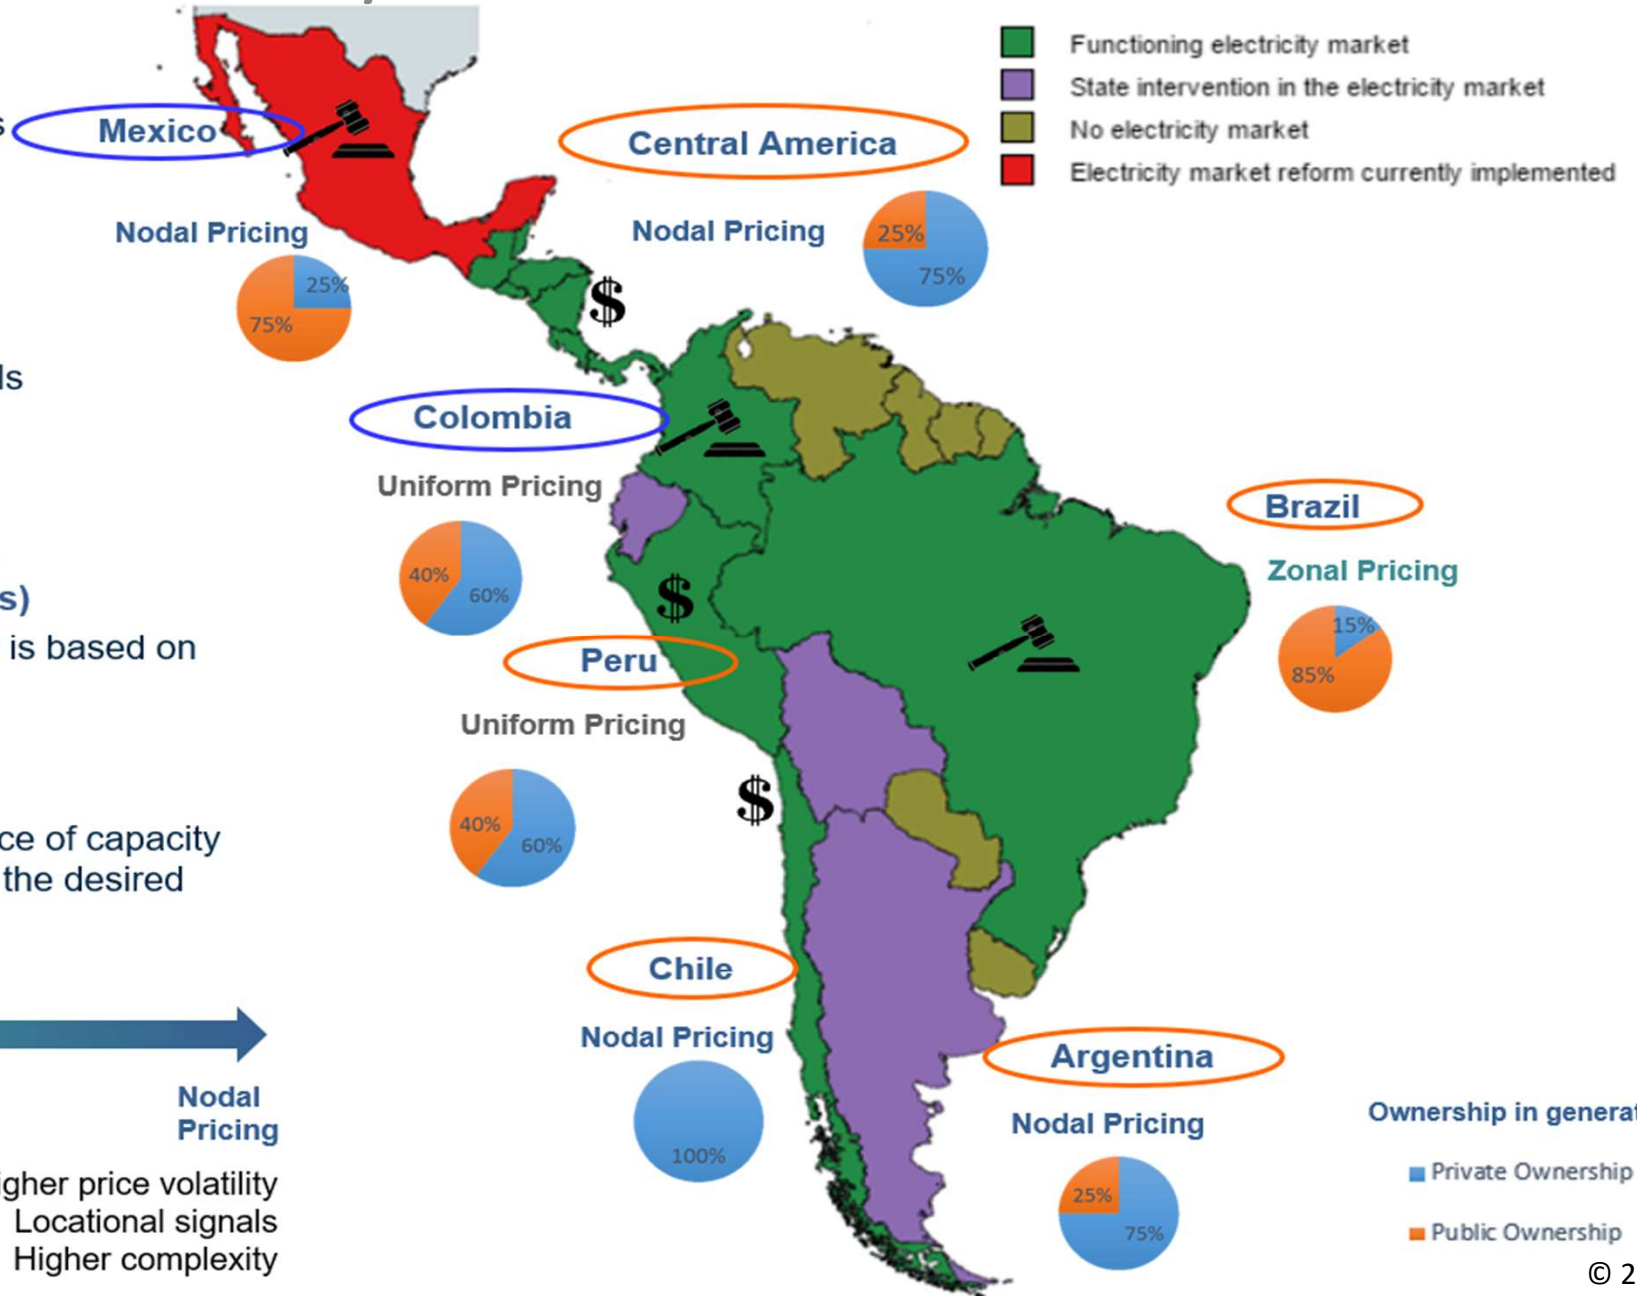 Functioning electricity market
State intervention in the electricity market
No electricity market
Electricity market reform currently implemented
Mexico
Nodal Pricing
25%
75%
Central America
Nodal Pricing
25%
75%
$
ls
Colombia
Uniform Pricing
40%
60%
Brazil
Zonal Pricing
15%
85%
s)
is based on
$
Peru
Uniform Pricing
40%
60%
$
ce of capacity
the desired
Chile
Nodal Pricing
100%
Argentina
Nodal Pricing
25%
75%
Nodal
Pricing
igher price volatility
Locational signals
Higher complexity
Ownership in generat
Private Ownership
Public Ownership
© 2